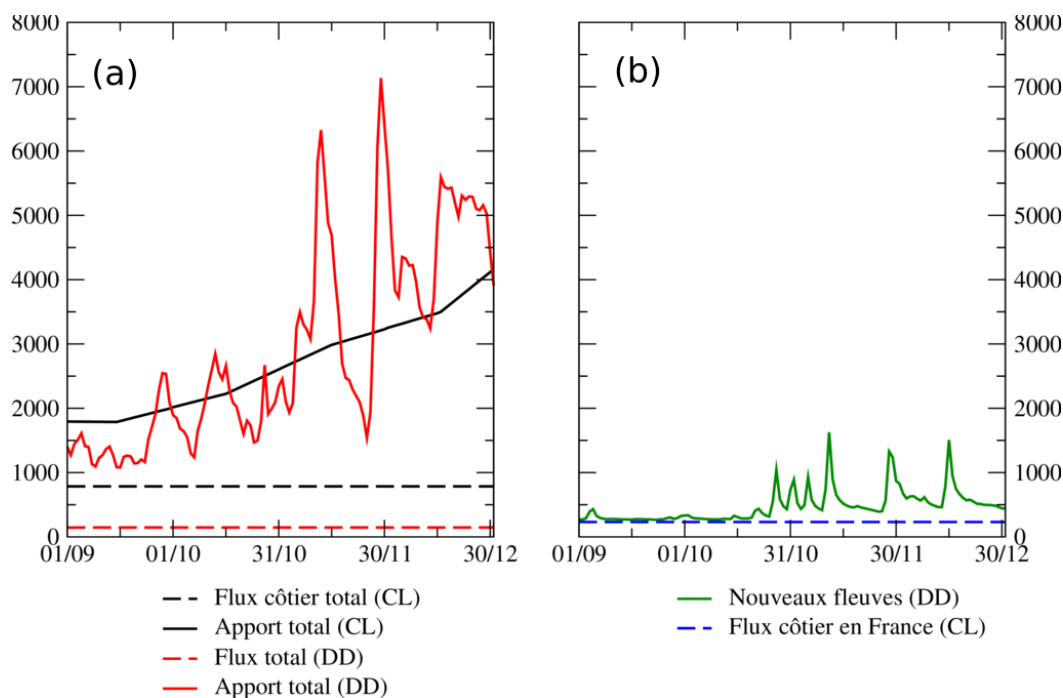 8000
7000
6000
5000
4000
3000
2000
1000
0
(a)
01/09 01/10 31/10 30/11 30/12
Flux côtier total (CL)
Apport total (CL)
Flux total (DD)
Apport total (DD)
(b)
8000
7000
6000
5000
4000
3000
2000
1000
0
01/09 01/10 31/10 30/11 30/12
Nouveaux fleuves (DD)
Flux côtier en France (CL)